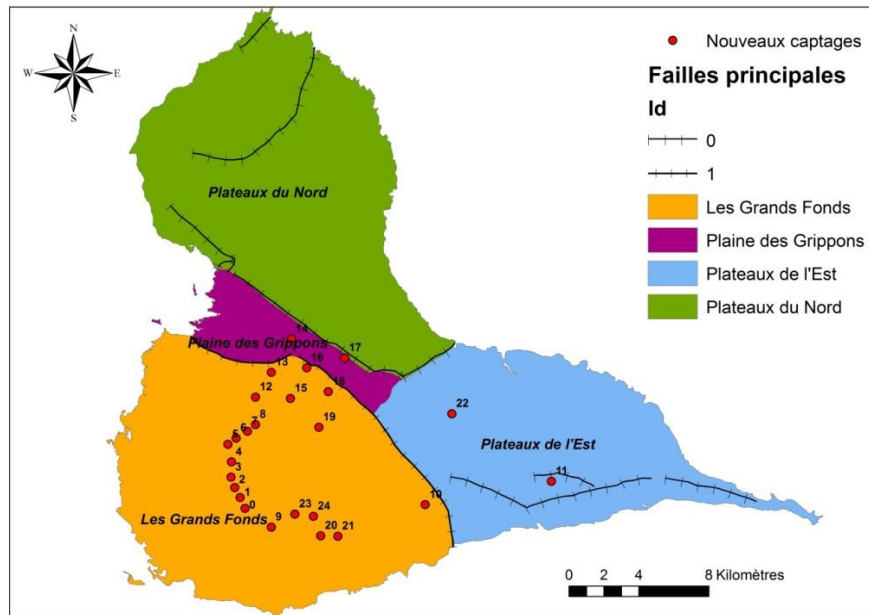 N
W E
S
Nouveaux captages
Failles principales
Id
0
1
Les Grands Fonds
Plaine des Grippons
Plateaux de l'Est
Plateaux du Nord
Plateaux du Nord
14
Plaine des Grippons
17
16
13
18
12
15
22
8
7
19
6
5
Plateaux de l'Est
4
3
11
2
1
10
0
23
24
Les Grands Fonds
9
20
21
0 2 4 8 Kilomètres